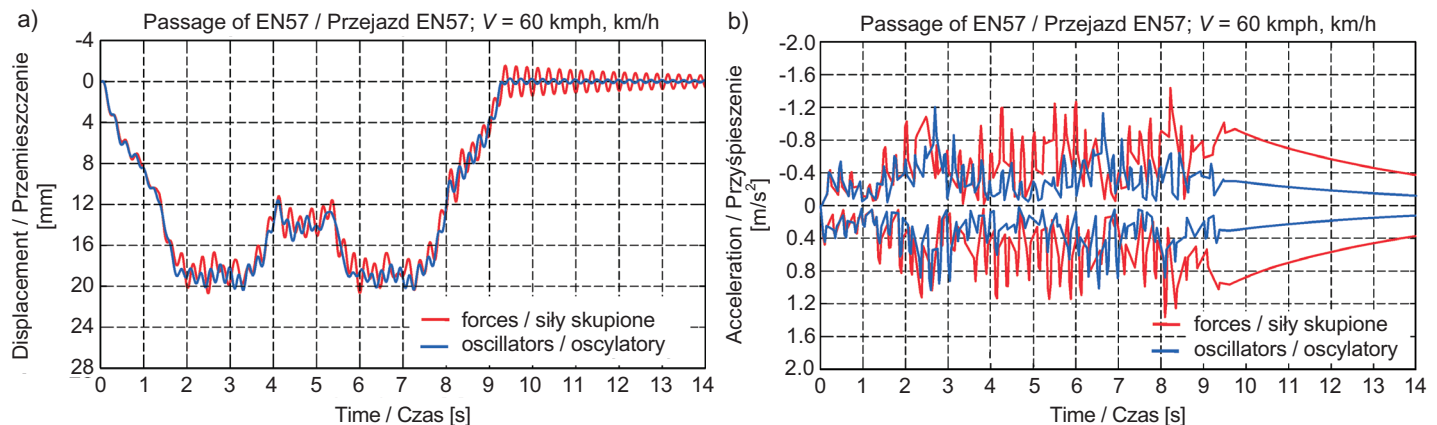 a)
Passage of EN57 / Przejazd EN57; V = 60 kmph, km/h
-4
0
4
8
12
16
20
24
28
Displacement / Przemieszczenie
[mm]
forces / siły skupione
oscillators / oscylatory
0 1 2 3 4 5 6 7 8 9 10 11 12 13 14
Time / Czas [s]
b)
Passage of EN57 / Przejazd EN57; V = 60 kmph, km/h
-2.0
-1.6
-1.2
-0.8
-0.4
0
0.4
0.8
1.2
1.6
2.0
Acceleration / Przyśpieszenie
[m/s²]
forces / siły skupione
oscillators / oscylatory
0 1 2 3 4 5 6 7 8 9 10 11 12 13 14
Time / Czas [s]